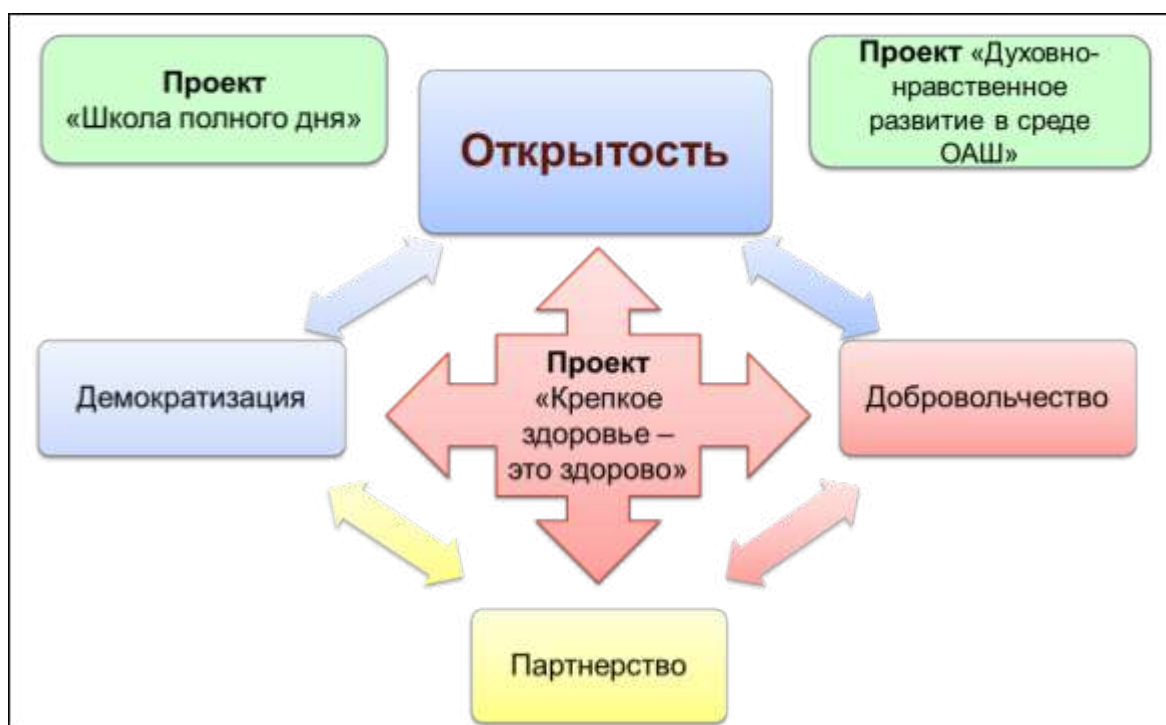 Проект
«Школа полного дня»
Проект «Духовно-
нравственное
развитие в среде
ОАШ»
Открытость
Демократизация
Проект
«Крепкое
здоровье –
это здорово»
Добровольчество
Партнерство